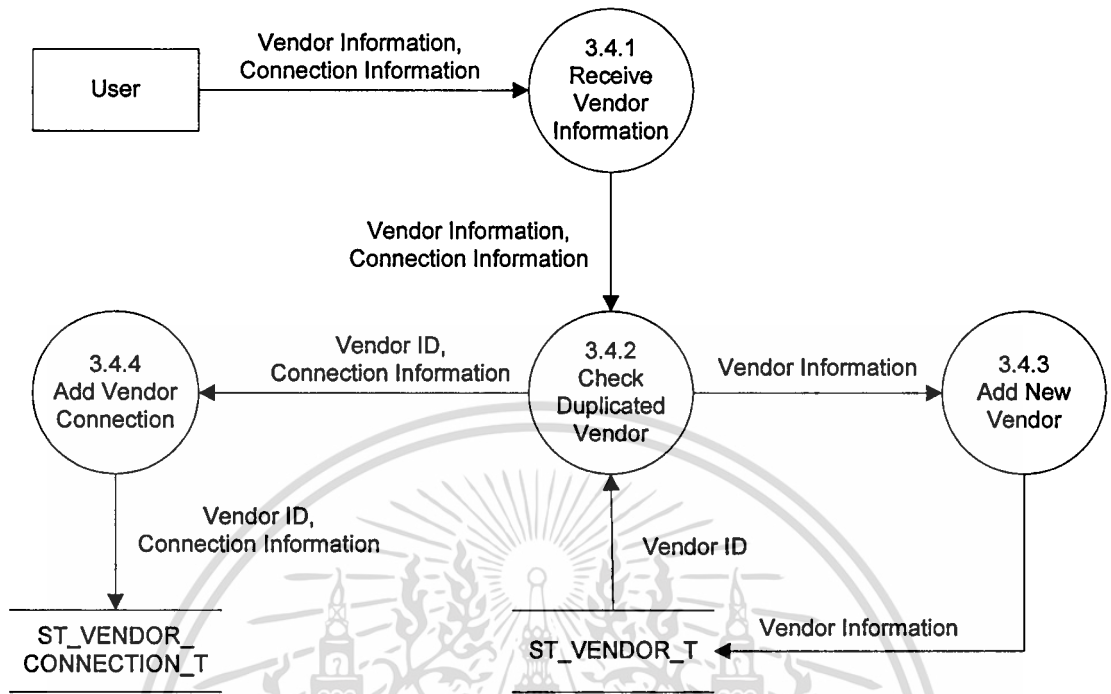 Vendor Information,
Connection Information
User
3.4.1
Receive
Vendor
Information
Vendor Information,
Connection Information
3.4.4
Add Vendor
Connection
Vendor ID,
Connection Information
3.4.2
Check
Duplicated
Vendor
Vendor Information
3.4.3
Add New
Vendor
Vendor ID,
Connection Information
Vendor ID
ST_VENDOR_
CONNECTION_T
ST_VENDOR_T
Vendor Information